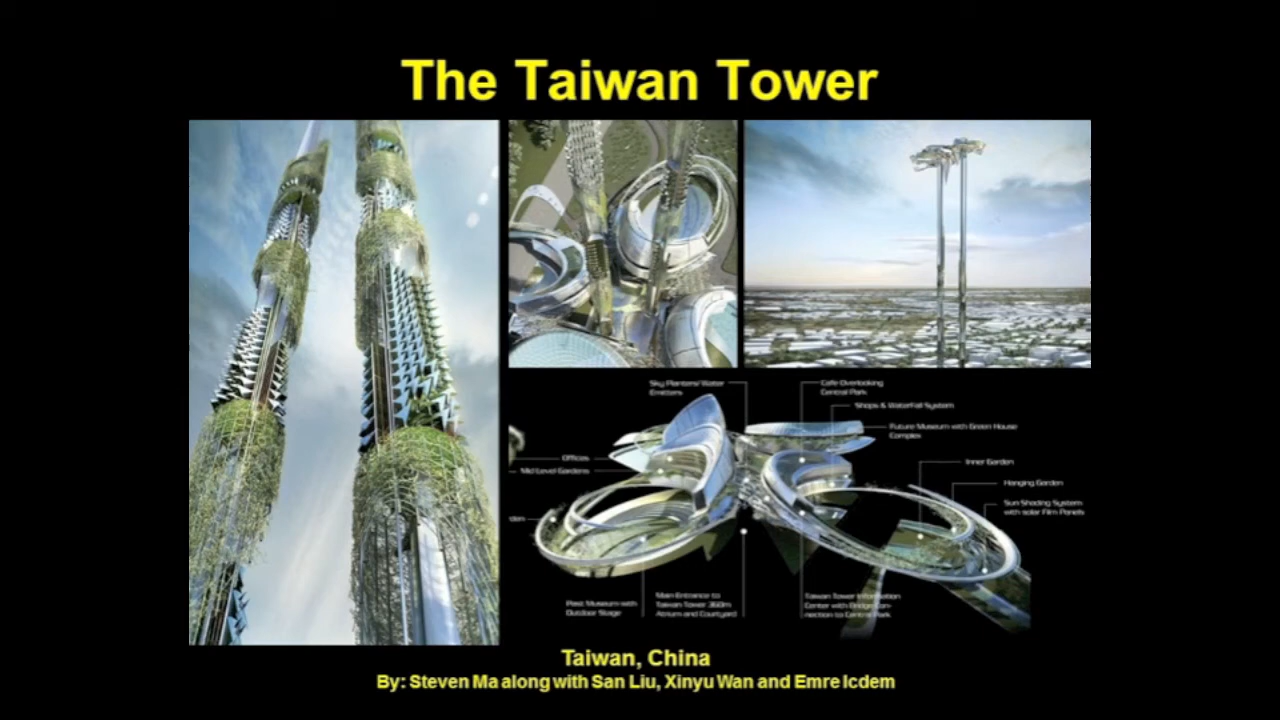 The Taiwan Tower
Sky Planters/ Water
Emitters
Cafe Overlooking
Central Park
Shops & Waterfall System
Future Museum with Green House
Complex
Offices
Mid Level Gardens
Inner Garden
Hanging Garden
Sun Shading System
with solar Film Panels
Past Museum with
Outdoor Stage
Main Entrance to
Taiwan Tower 360m
Atrium and Courtyard
Taiwan Tower Information
Center with Bridge Con-
nection to Central Park
Taiwan, China
By: Steven Ma along with San Liu, Xinyu Wan and Emre Icdem